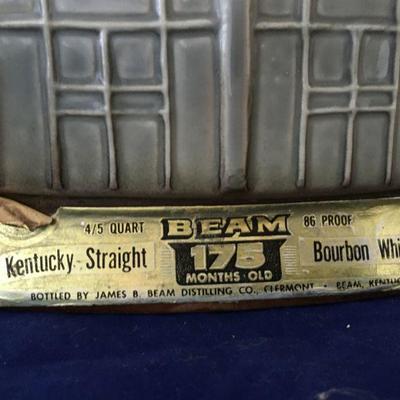 4/5 QUART BEAM 86 PROOF
Kentucky Straight 175 Bourbon Whi
MONTHS OLD
BOTTLED BY JAMES B. BEAM DISTILLING CO., CLERMONT • BEAM, KENTUC